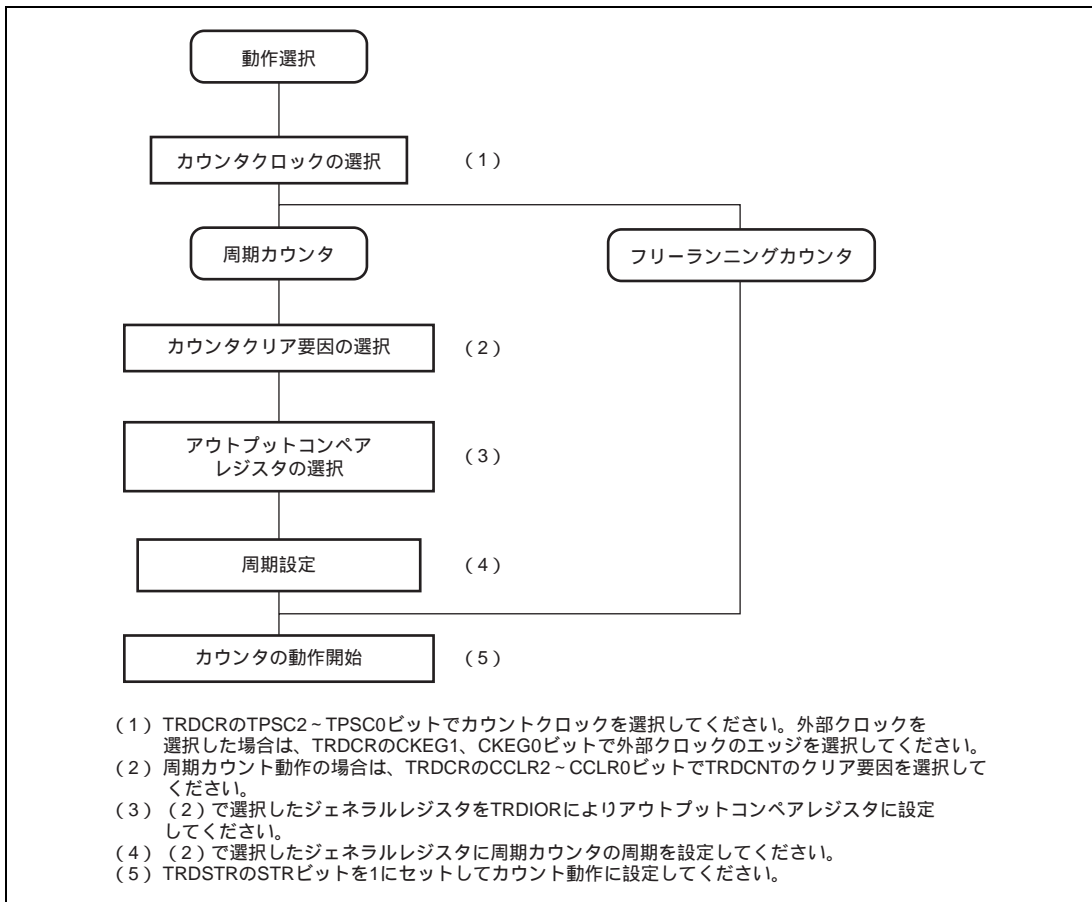 動作選択
カウンタクロックの選択 （1）
周期カウンタ フリーランニングカウンタ
カウンタクリア要因の選択 （2）
アウトプットコンペア
レジスタの選択 （3）
周期設定 （4）
カウンタの動作開始 （5）
（1）TRDCRのTPSC2～TPSC0ビットでカウントクロックを選択してください。外部クロックを
選択した場合は、TRDCRのCKEG1、CKEG0ビットで外部クロックのエッジを選択してください。
（2）周期カウント動作の場合は、TRDCRのCCLR2～CCLR0ビットでTRDCNTのクリア要因を選択して
ください。
（3）（2）で選択したジェネラルレジスタをTRDIORによりアウトプットコンペアレジスタに設定
してください。
（4）（2）で選択したジェネラルレジスタに周期カウンタの周期を設定してください。
（5）TRDSTRのSTRビットを1にセットしてカウント動作に設定してください。